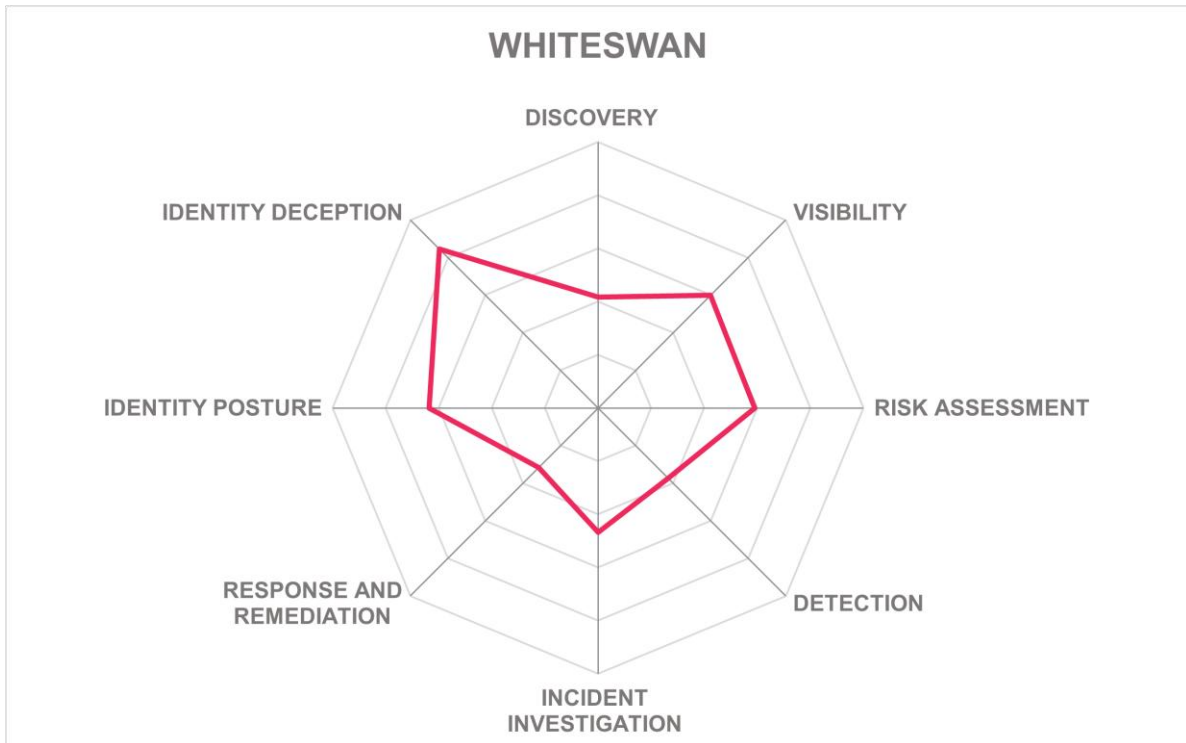 WHITESWAN
DISCOVERY
IDENTITY DECEPTION
VISIBILITY
IDENTITY POSTURE
RISK ASSESSMENT
RESPONSE AND
REMEDIATION
DETECTION
INCIDENT
INVESTIGATION